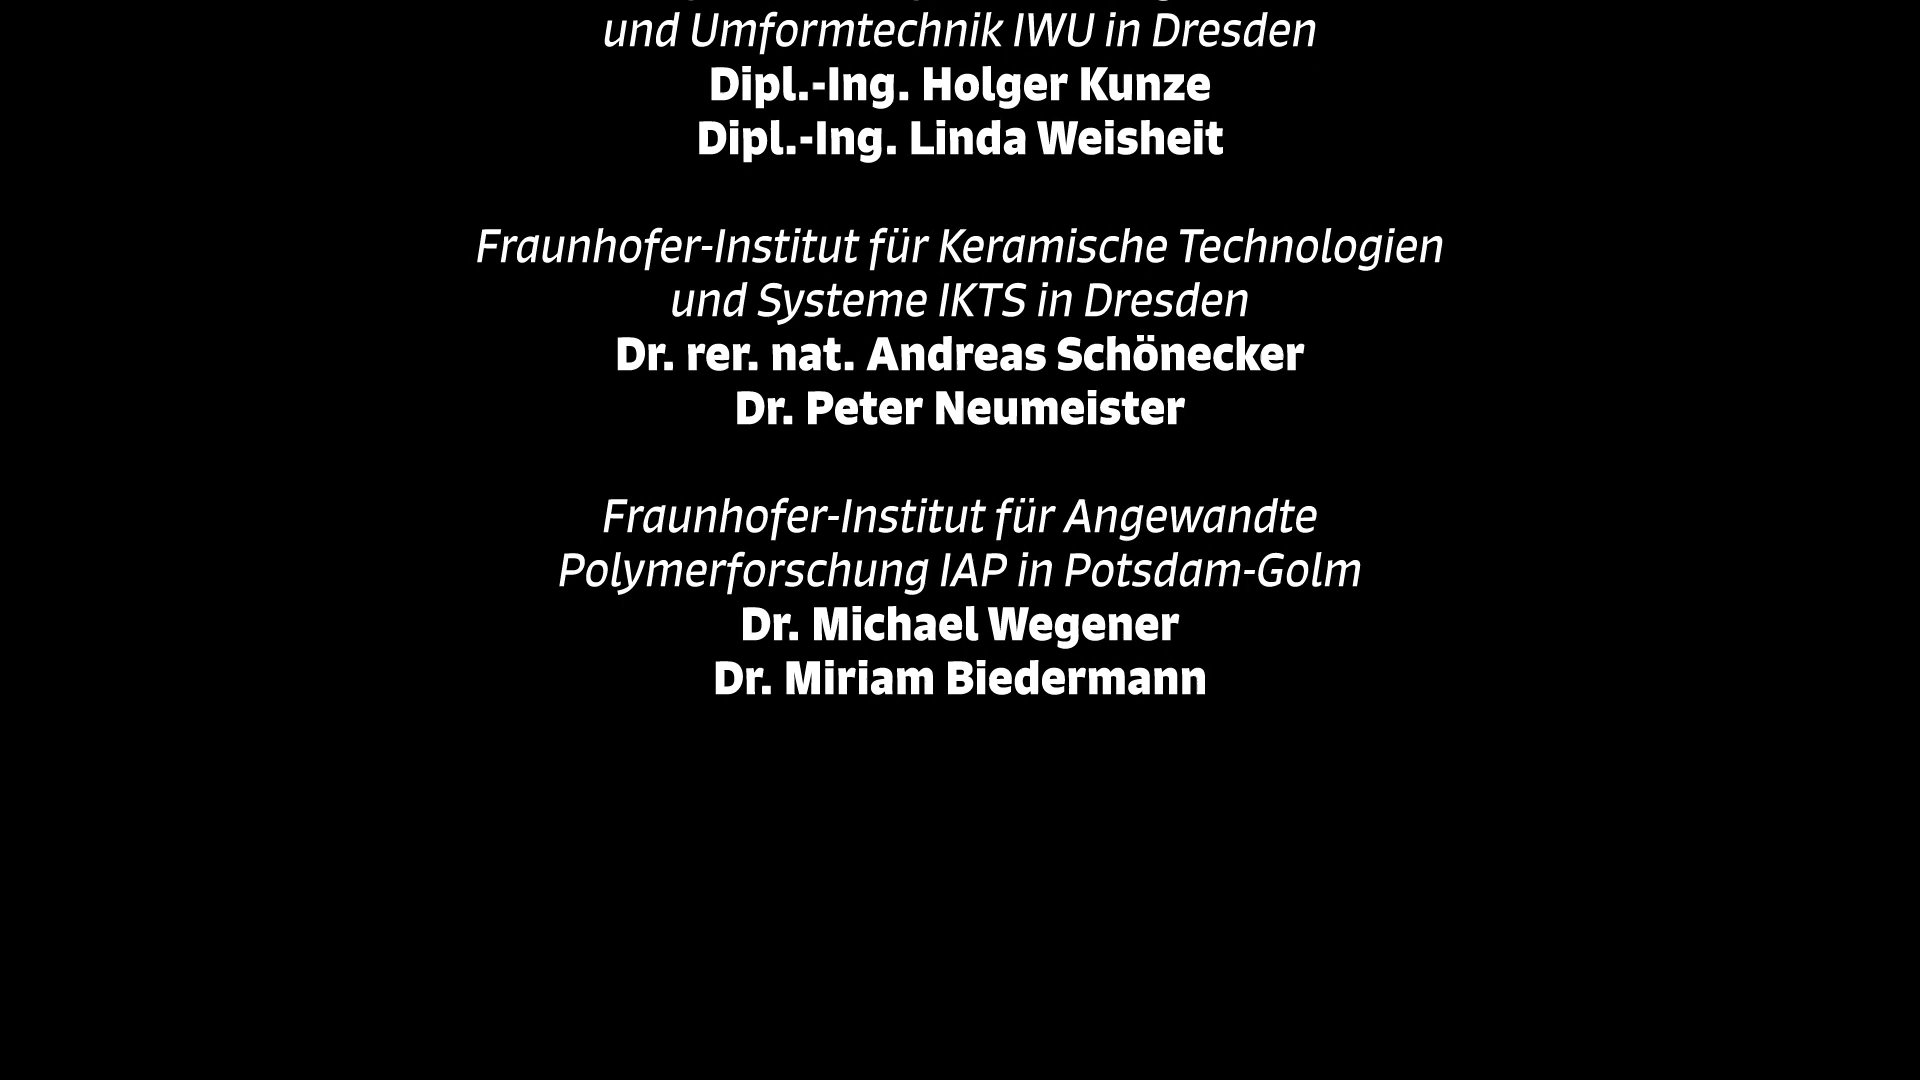 und Umformtechnik IWU in Dresden
Dipl.-Ing. Holger Kunze
Dipl.-Ing. Linda Weisheit
Fraunhofer-Institut für Keramische Technologien
und Systeme IKTS in Dresden
Dr. rer. nat. Andreas Schönecker
Dr. Peter Neumeister
Fraunhofer-Institut für Angewandte
Polymerforschung IAP in Potsdam-Golm
Dr. Michael Wegener
Dr. Miriam Biedermann